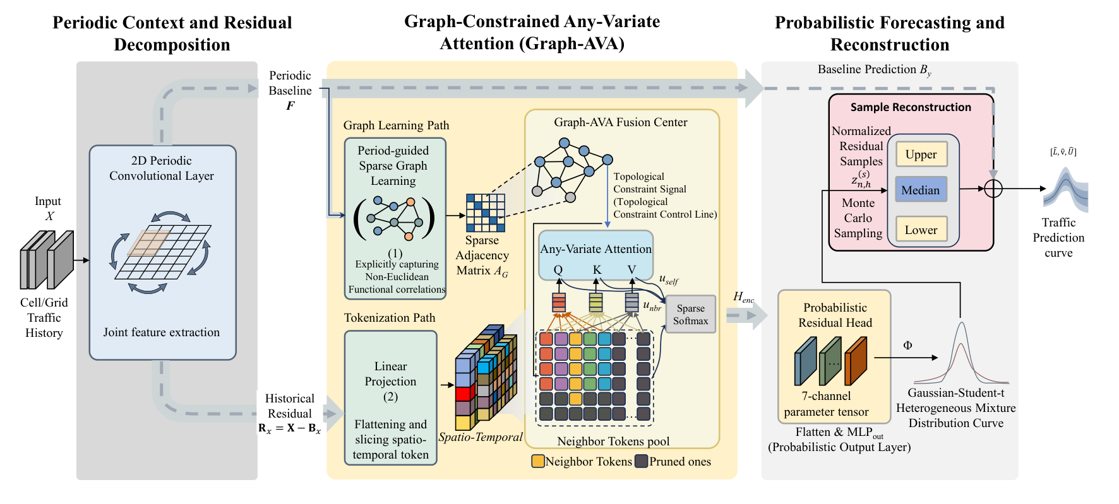 Periodic Context and Residual
Decomposition
Graph-Constrained Any-Variate
Attention (Graph-AVA)
Probabilistic Forecasting and
Reconstruction
Input
X
Cell/Grid
Traffic
History
2D Periodic
Convolutional Layer
Joint feature extraction
Periodic
Baseline
F
Historical
Residual
R_x = X − B_x
Graph Learning Path
Period-guided
Sparse Graph
Learning
(1)
Explicitly capturing
Non-Euclidean
Functional correlations
Sparse
Adjacency
Matrix A_G
Tokenization Path
Linear
Projection
(2)
Flattening and
slicing spatio-
temporal token
Spatio-Temporal
Graph-AVA Fusion Center
Topological
Constraint Signal
(Topological
Constraint Control Line)
Any-Variate Attention
Q K V
u_self
u_nbr
Sparse
Softmax
Neighbor Tokens pool
Neighbor Tokens
Pruned ones
H_enc
Baseline Prediction B_y
Sample Reconstruction
Normalized
Residual
Samples
z_{n,h}^{(s)}
Monte
Carlo
Sampling
Upper
Median
Lower
[L̂, ŷ, Û]
Traffic
Prediction
curve
Probabilistic
Residual Head
...
7-channel
parameter tensor
Flatten & MLP_out
(Probabilistic Output Layer)
Φ
Gaussian-Student-t
Heterogeneous Mixture
Distribution Curve